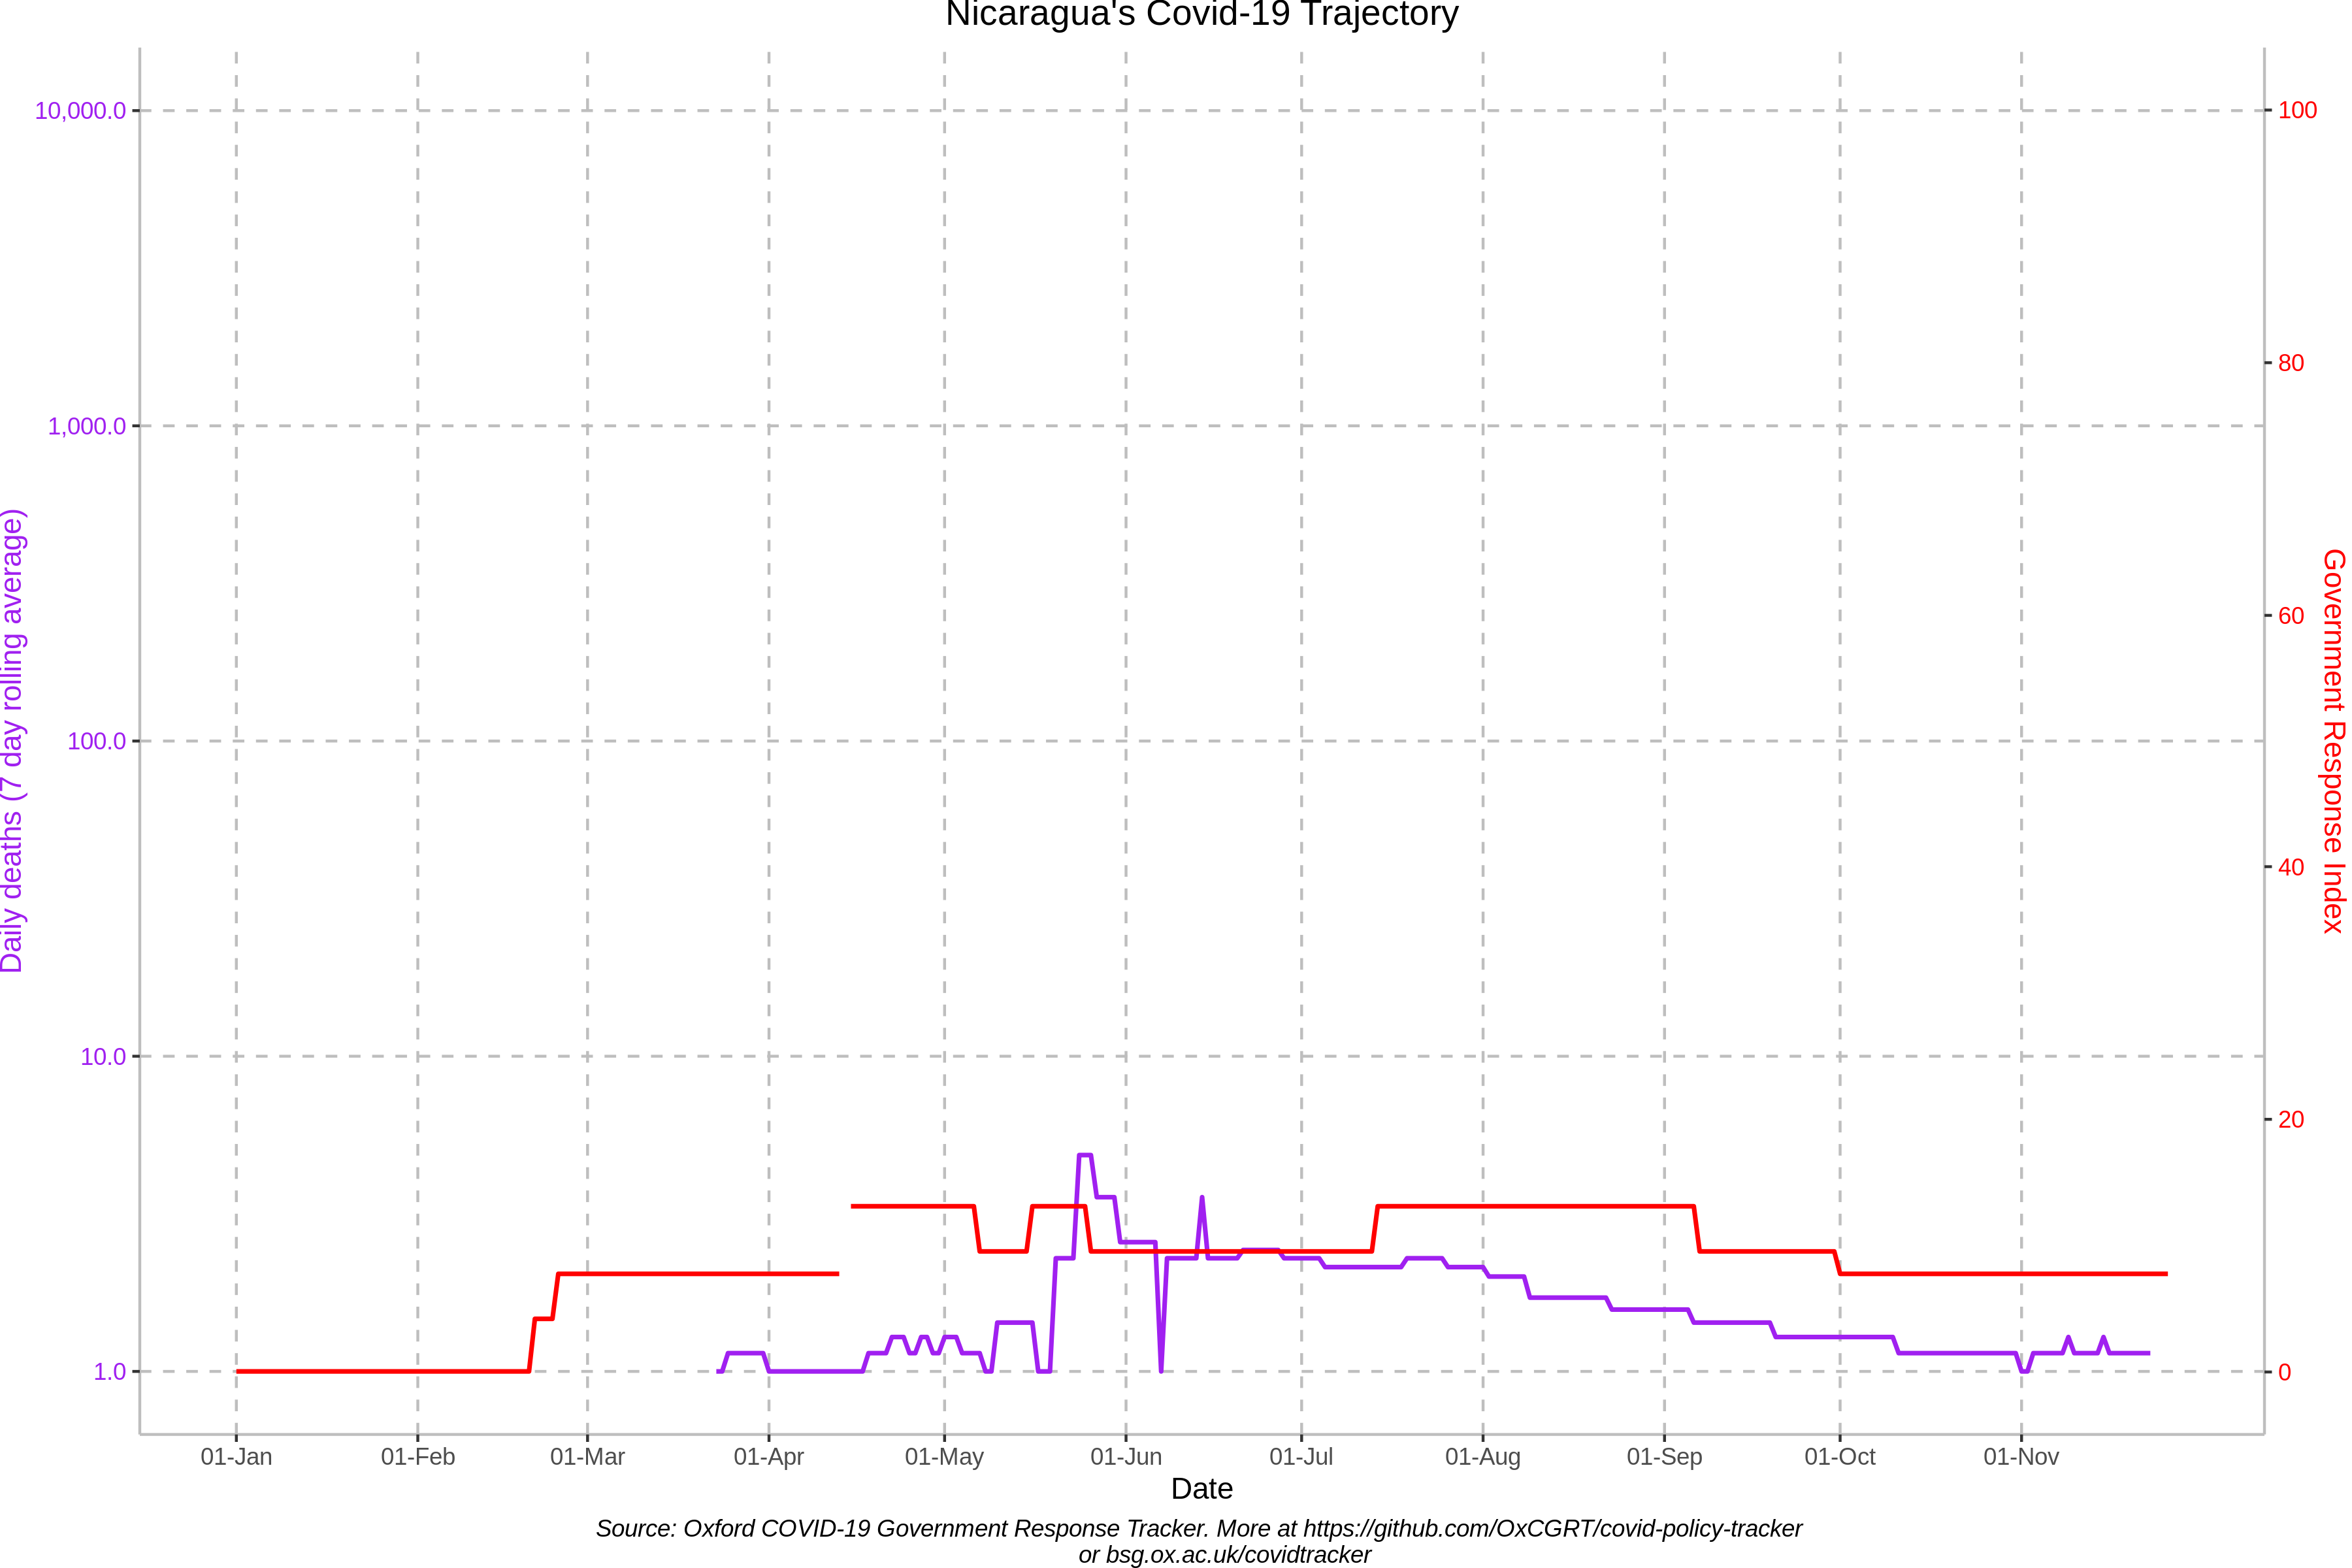 Nicaragua's Covid-19 Trajectory
10,000.0
1,000.0
100.0
10.0
1.0
Daily deaths (7 day rolling average)
100
80
60
40
20
0
Government Response Index
01-Jan 01-Feb 01-Mar 01-Apr 01-May 01-Jun 01-Jul 01-Aug 01-Sep 01-Oct 01-Nov
Date
Source: Oxford COVID-19 Government Response Tracker. More at https://github.com/OxCGRT/covid-policy-tracker
or bsg.ox.ac.uk/covidtracker